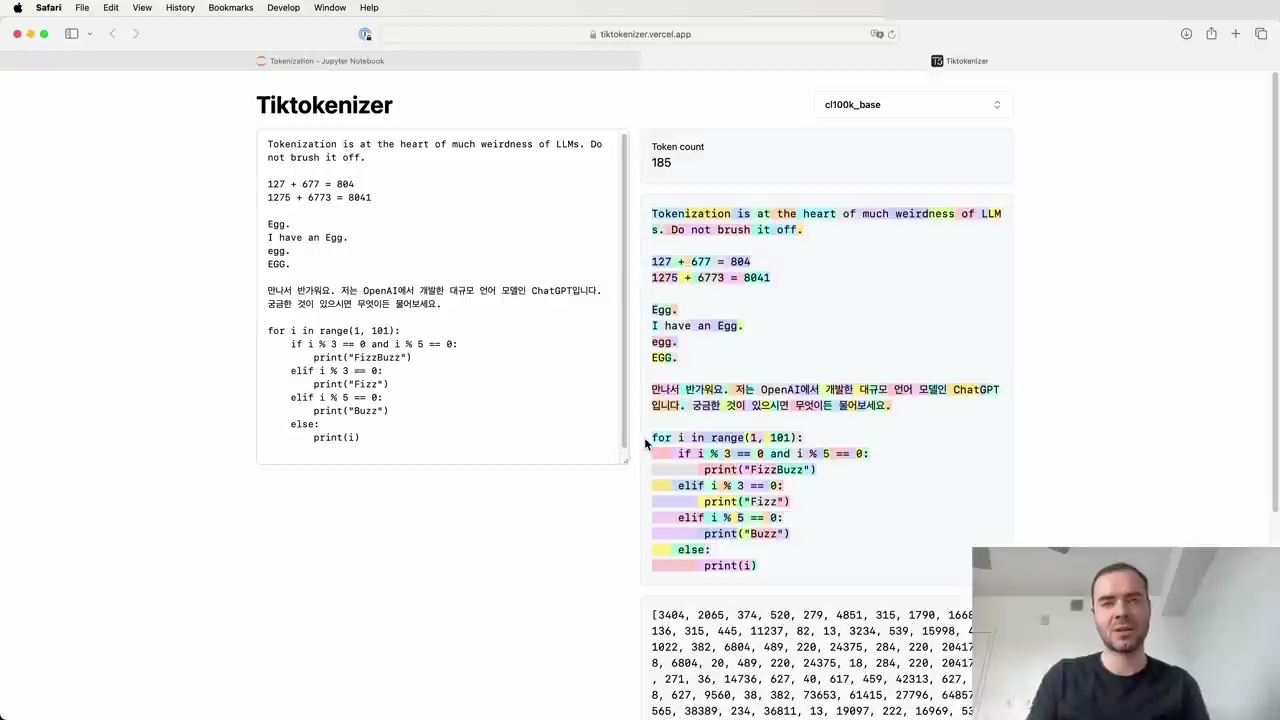 Safari File Edit View History Bookmarks Develop Window Help
tiktokenizer.vercel.app
Tokenization - Jupyter Notebook
T3 Tiktokenizer
Tiktokenizer
cl100k_base
Tokenization is at the heart of much weirdness of LLMs. Do
not brush it off.
127 + 677 = 804
1275 + 6773 = 8041
Egg.
I have an Egg.
egg.
EGG.
만나서 반가워요. 저는 OpenAI에서 개발한 대규모 언어 모델인 ChatGPT입니다.
궁금한 것이 있으시면 무엇이든 물어보세요.
for i in range(1, 101):
    if i % 3 == 0 and i % 5 == 0:
        print("FizzBuzz")
    elif i % 3 == 0:
        print("Fizz")
    elif i % 5 == 0:
        print("Buzz")
    else:
        print(i)
Token count
185
Tokenization is at the heart of much weirdness of LLM
s. Do not brush it off.
127 + 677 = 804
1275 + 6773 = 8041
Egg.
I have an Egg.
egg.
EGG.
만나서 반가워요. 저는 OpenAI에서 개발한 대규모 언어 모델인 ChatGPT
입니다. 궁금한 것이 있으시면 무엇이든 물어보세요.
for i in range(1, 101):
    if i % 3 == 0 and i % 5 == 0:
        print("FizzBuzz")
    elif i % 3 == 0:
        print("Fizz")
    elif i % 5 == 0:
        print("Buzz")
    else:
        print(i)
[3404, 2065, 374, 520, 279, 4851, 315, 1790, 1668
136, 315, 445, 11237, 82, 13, 3234, 539, 15998, 4
1022, 382, 6804, 489, 220, 24375, 284, 220, 20417
8, 6804, 20, 489, 220, 24375, 18, 284, 220, 20417
, 271, 36, 14736, 627, 40, 617, 459, 42313, 627,
8, 627, 9560, 38, 382, 73653, 61415, 27796, 64857
565, 38389, 234, 36811, 13, 19097, 222, 16969, 53